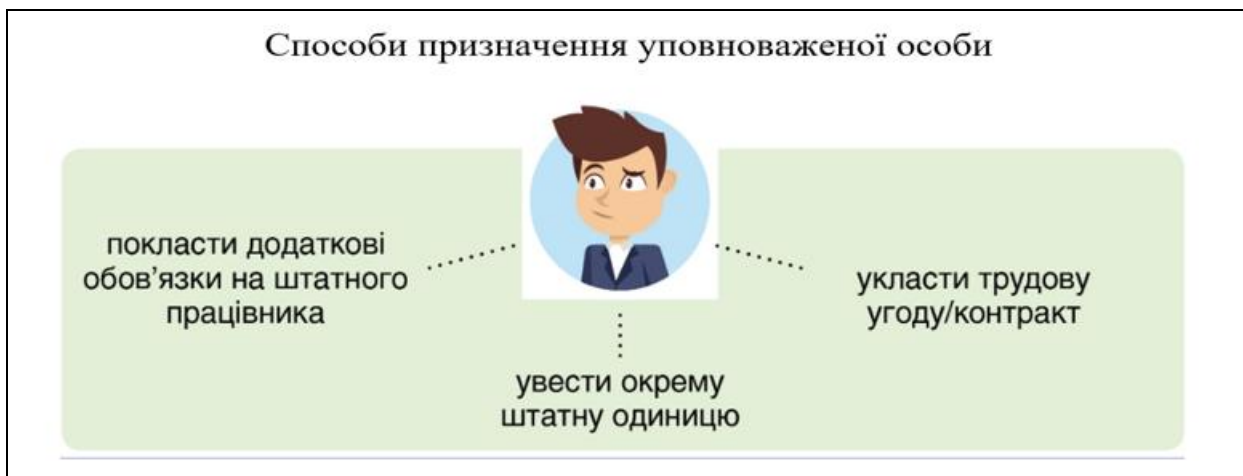 Способи призначення уповноваженої особи
покласти додаткові
обов’язки на штатного
працівника
увести окрему
штатну одиницю
укласти трудову
угоду/контракт